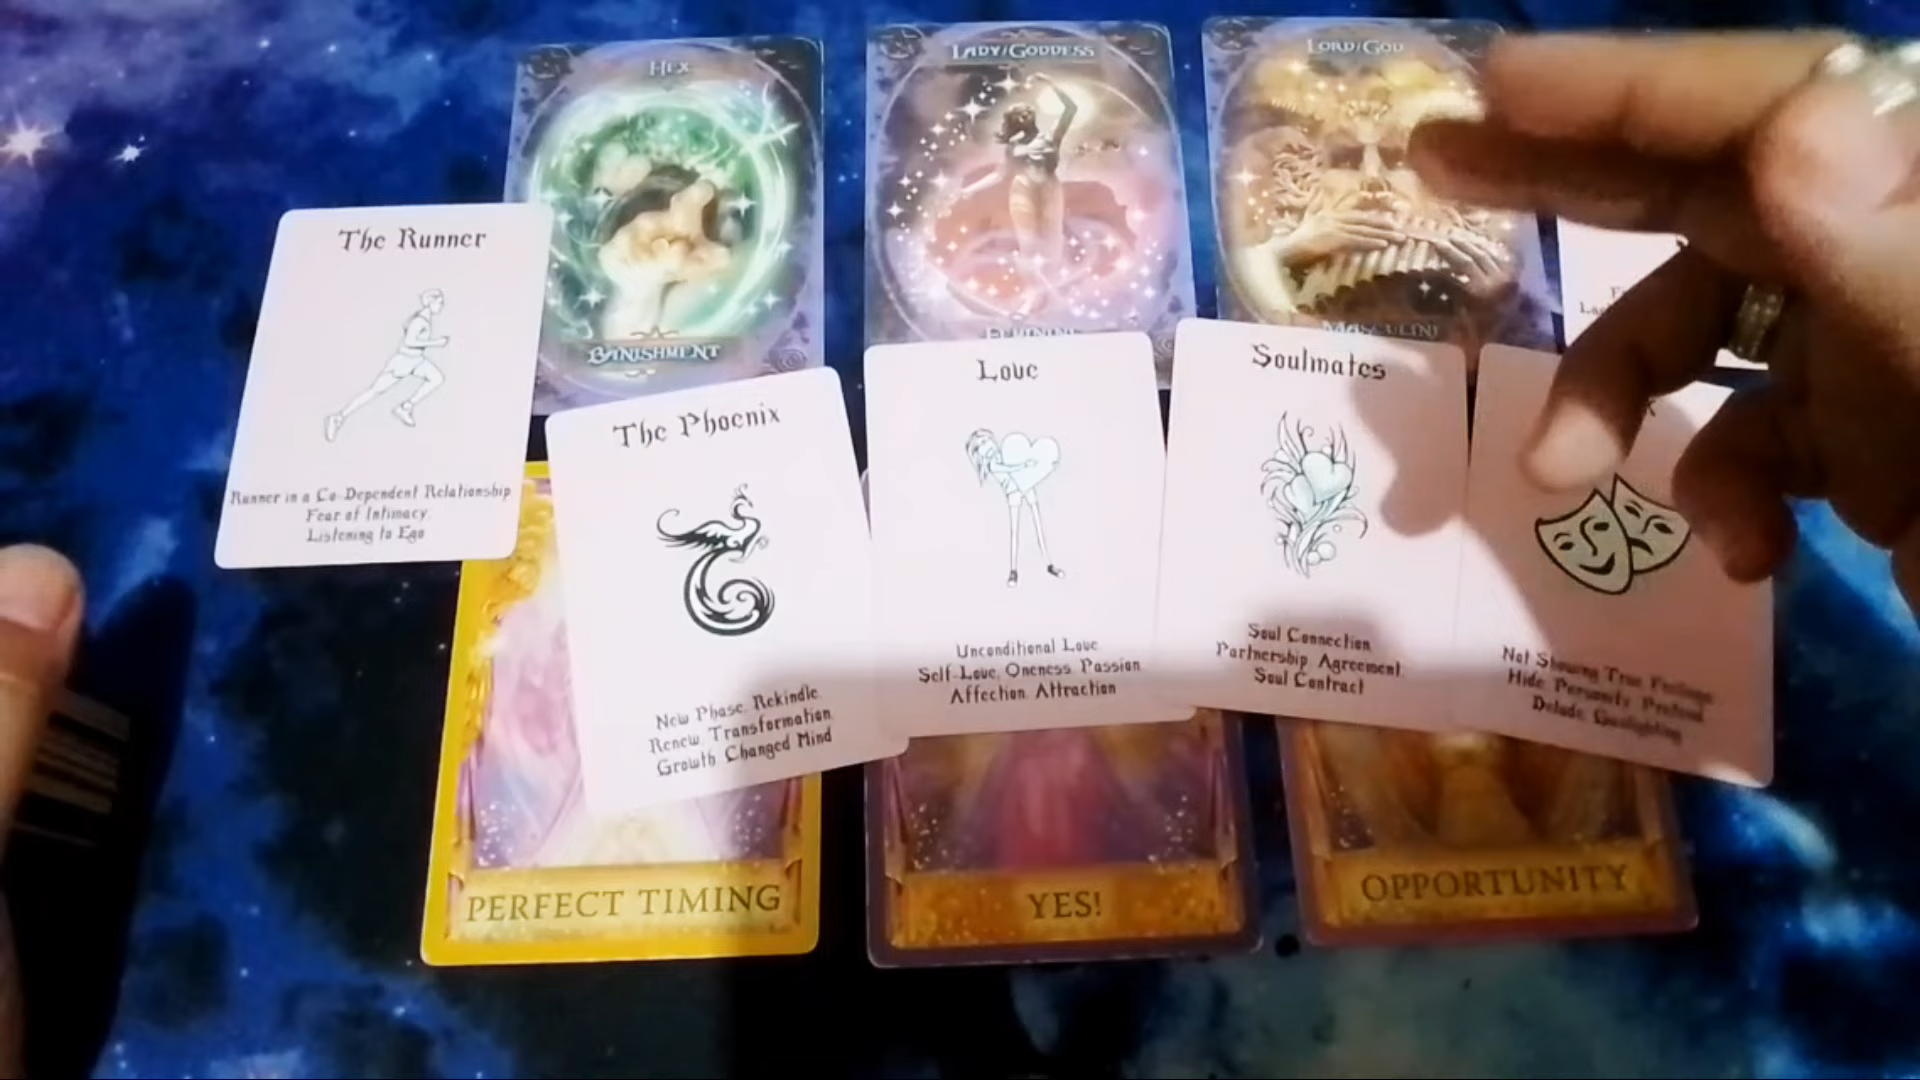 HEX
BANISHMENT
LADY/GODDESS
FEMININE
LORD/GOD
MASCULINE
The Runner
Runner in a Co-Dependent Relationship
Fear of Intimacy.
Listening to Ego
The Phoenix
New Phase. Rekindle.
Renew. Transformation.
Growth. Changed Mind
Love
Unconditional Love.
Self-Love. Oneness. Passion.
Affection. Attraction
Soulmates
Soul Connection.
Partnership. Agreement.
Soul Contract
Not Showing True Feelings.
Hide. Pretend.
Delude. Gaslighting
PERFECT TIMING
YES!
OPPORTUNITY